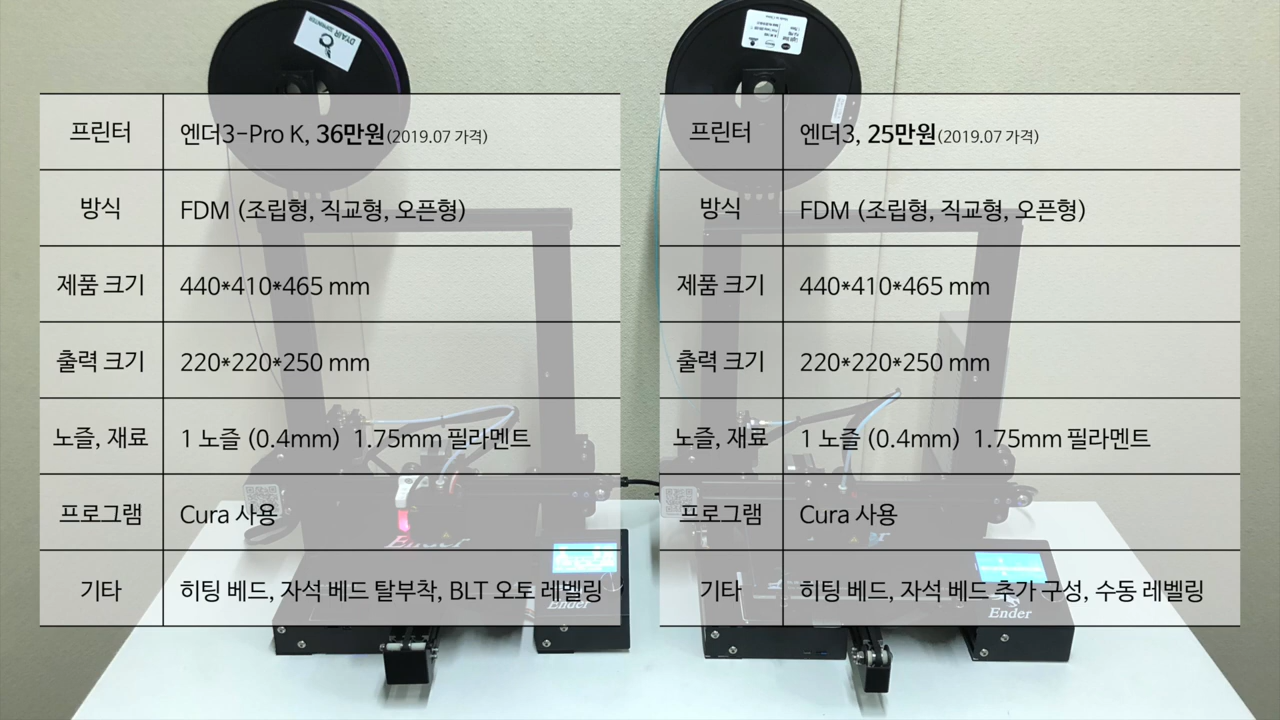 DYAIR
프린터
엔더3-Pro K, 36만원(2019.07 가격)
방식
FDM (조립형, 직교형, 오픈형)
제품 크기
440*410*465 mm
출력 크기
220*220*250 mm
노즐, 재료
1 노즐 (0.4mm) 1.75mm 필라멘트
프로그램
Cura 사용
기타
히팅 베드, 자석 베드 탈부착, BLT 오토 레벨링
Ender
Ender
프린터
엔더3, 25만원(2019.07 가격)
방식
FDM (조립형, 직교형, 오픈형)
제품 크기
440*410*465 mm
출력 크기
220*220*250 mm
노즐, 재료
1 노즐 (0.4mm) 1.75mm 필라멘트
프로그램
Cura 사용
기타
히팅 베드, 자석 베드 추가 구성, 수동 레벨링
Ender